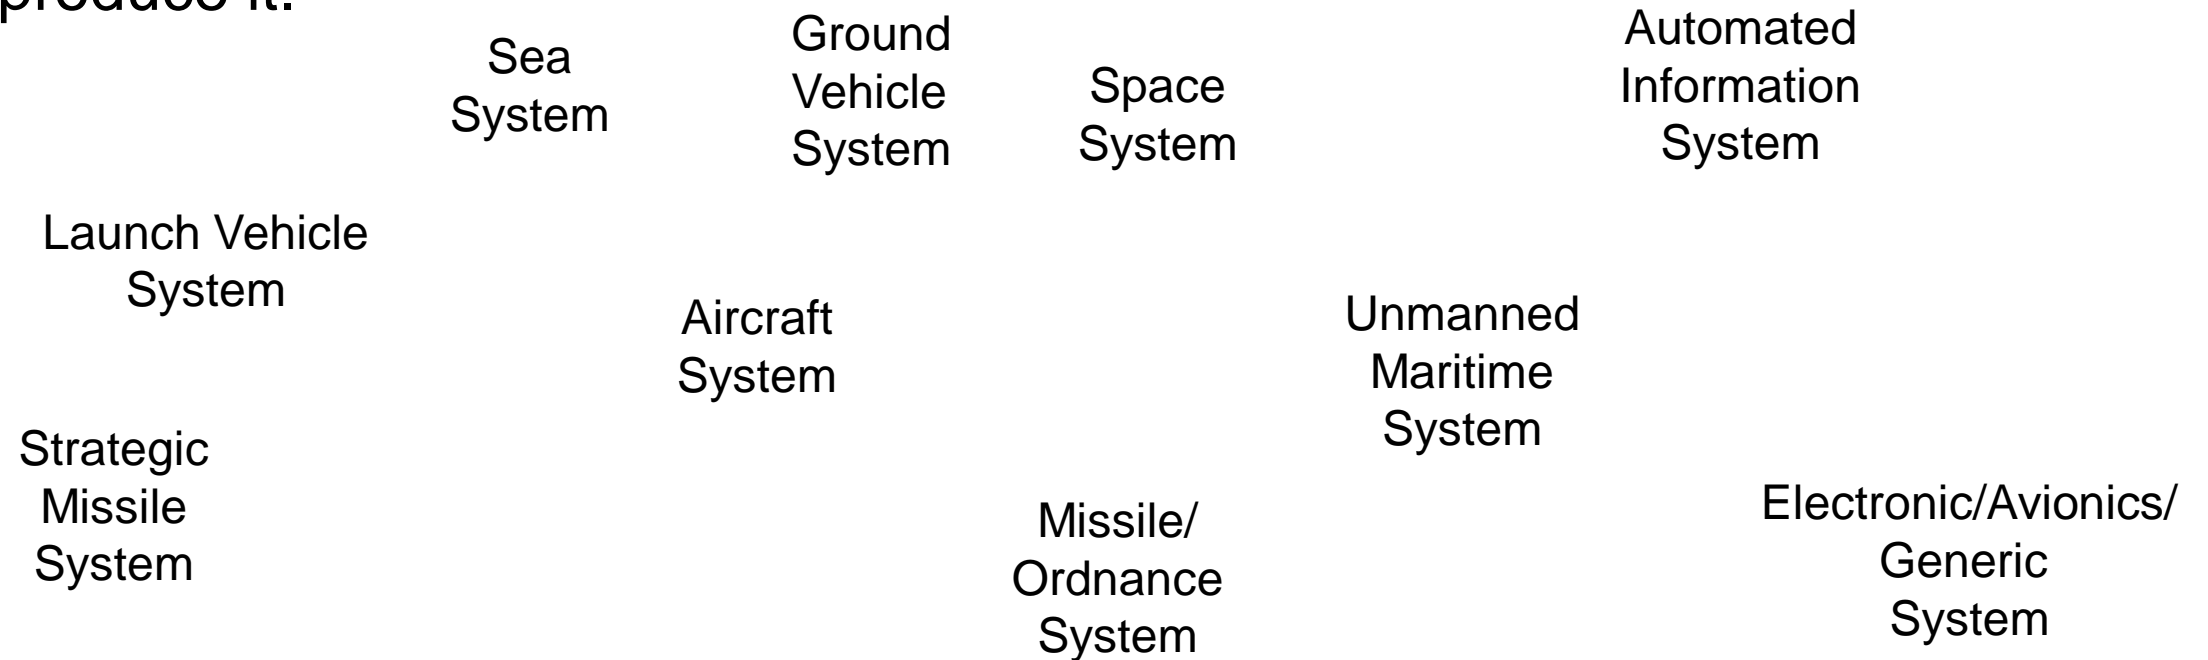 produce it.
Sea
System
Ground
Vehicle
System
Space
System
Automated
Information
System
Launch Vehicle
System
Aircraft
System
Unmanned
Maritime
System
Strategic
Missile
System
Missile/
Ordnance
System
Electronic/Avionics/
Generic
System